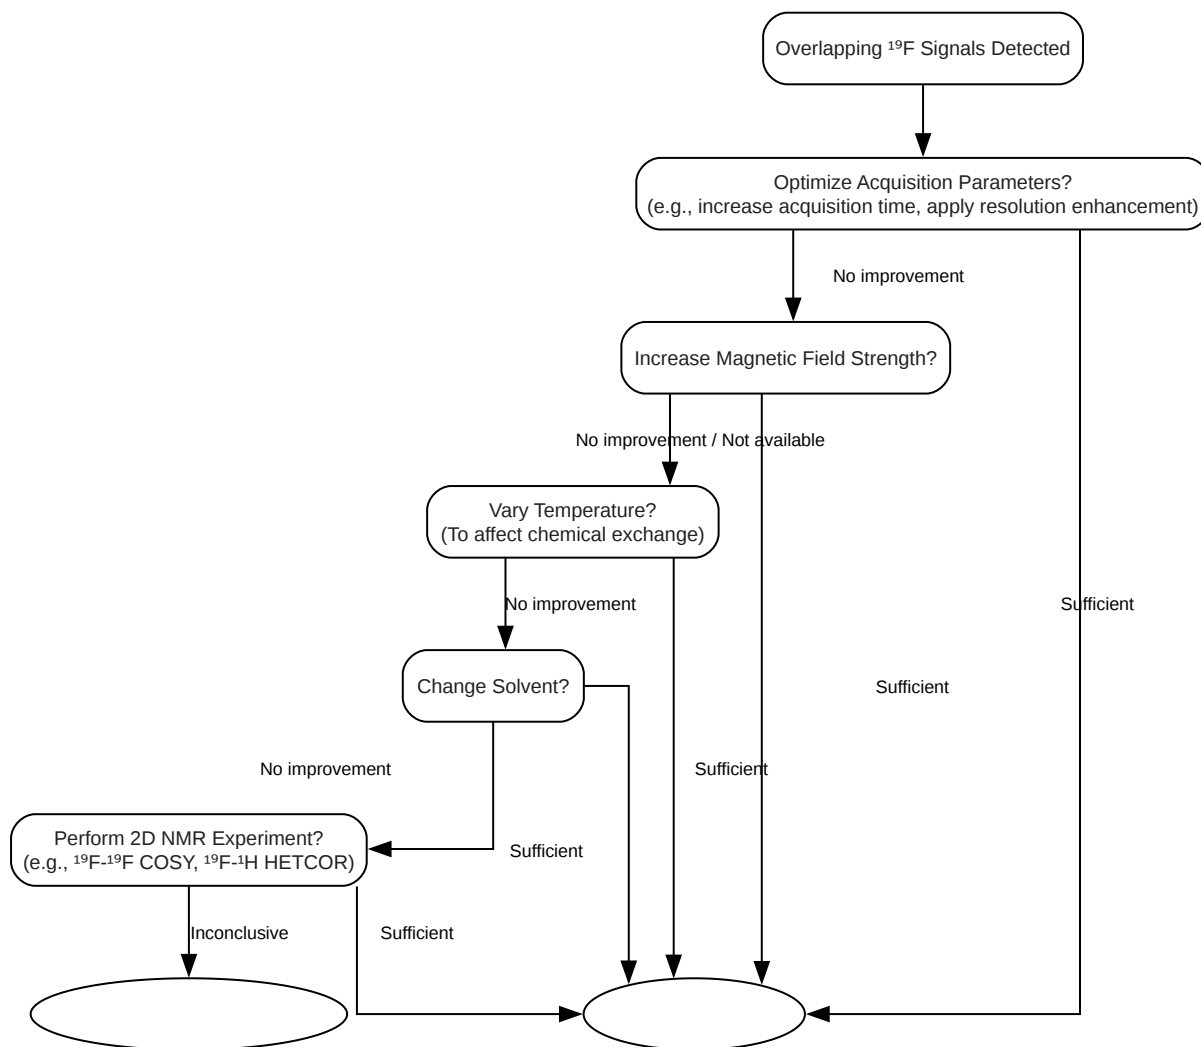 Overlapping ¹⁹F Signals Detected
Optimize Acquisition Parameters?
(e.g., increase acquisition time, apply resolution enhancement)
No improvement
Increase Magnetic Field Strength?
No improvement / Not available
Vary Temperature?
(To affect chemical exchange)
No improvement
Sufficient
Change Solvent?
Sufficient
No improvement
Sufficient
Perform 2D NMR Experiment?
(e.g., ¹⁹F-¹⁹F COSY, ¹⁹F-¹H HETCOR)
Sufficient
Inconclusive
Sufficient